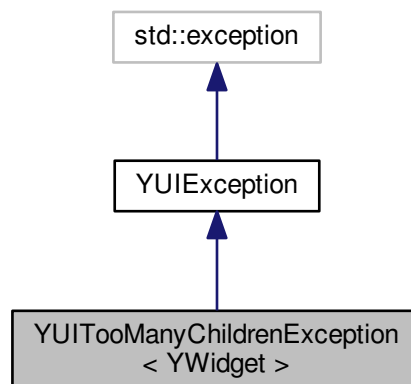 std::exception
YUIException
YUITooManyChildrenException
< YWidget >